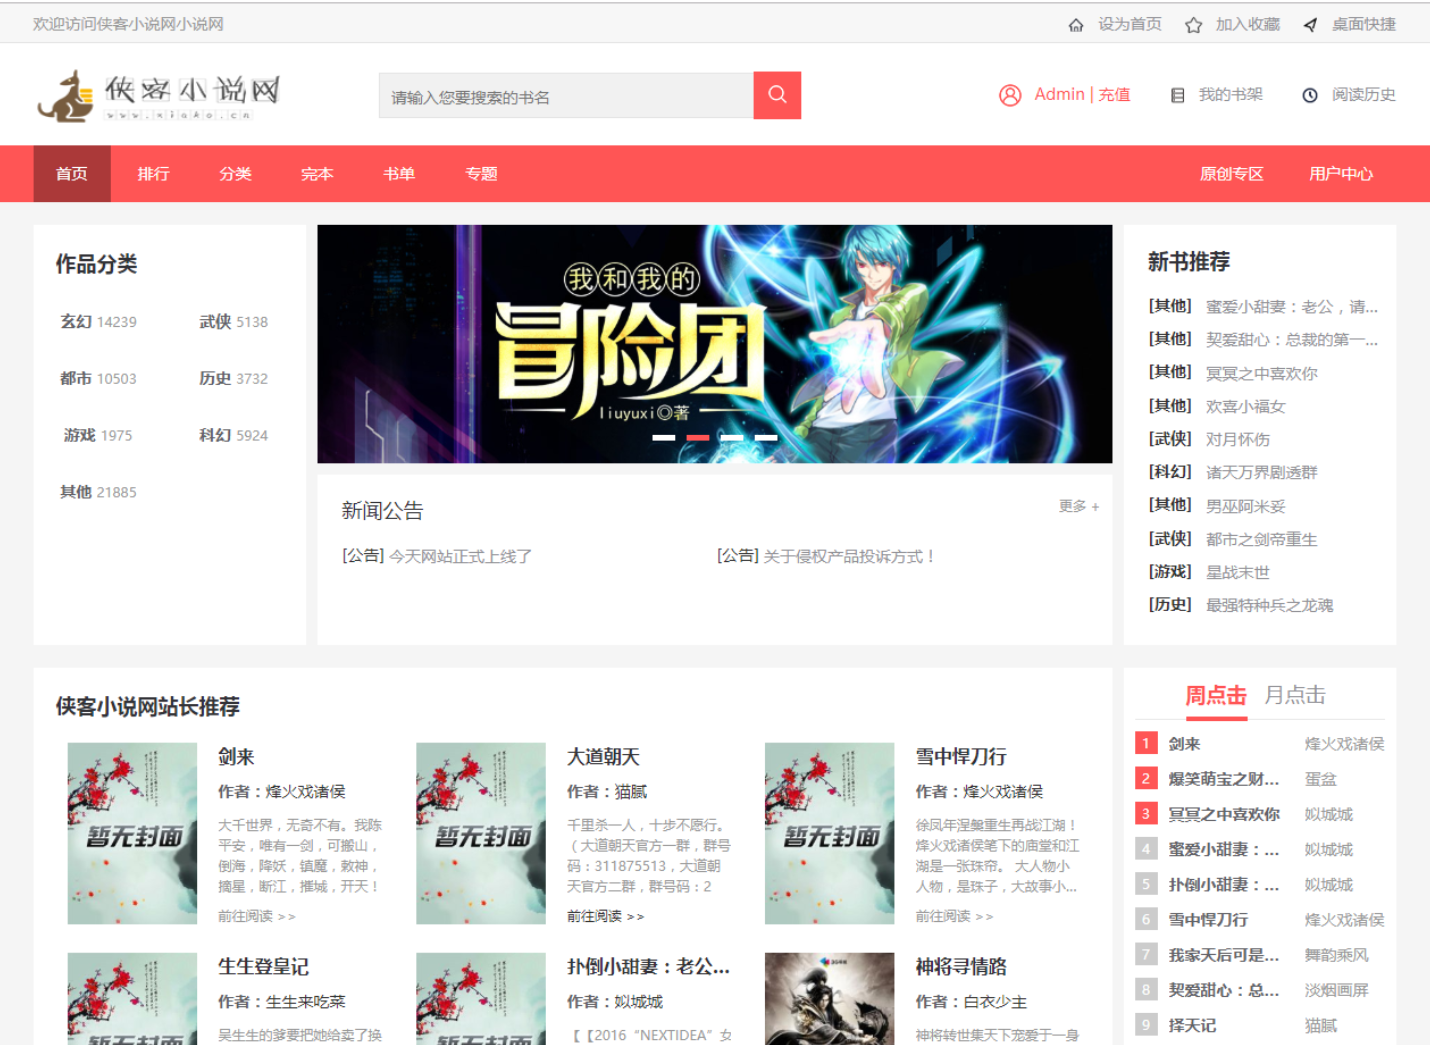 欢迎访问侠客小说网小说网
设为首页
加入收藏
桌面快捷
侠客小说网
请输入您要搜索的书名
Admin | 充值
我的书架
阅读历史
首页
排行
分类
完本
书单
专题
原创专区
用户中心
作品分类
玄幻 14239
武侠 5138
都市 10503
历史 3732
游戏 1975
科幻 5924
其他 21885
我和我的
冒险团
liuyuxi◎著
新闻公告
更多 +
[公告] 今天网站正式上线了
[公告] 关于侵权产品投诉方式！
新书推荐
[其他] 蜜爱小甜妻：老公，请...
[其他] 契爱甜心：总裁的第一...
[其他] 冥冥之中喜欢你
[其他] 欢喜小福女
[武侠] 对月怀伤
[科幻] 诸天万界剧透群
[其他] 男巫阿米妥
[武侠] 都市之剑帝重生
[游戏] 星战末世
[历史] 最强特种兵之龙魂
侠客小说网站长推荐
暂无封面
剑来
作者：烽火戏诸侯
大千世界，无奇不有。我陈
平安，唯有一剑，可搬山，
倒海，降妖，镇魔，敕神，
摘星，断江，摧城，开天！
前往阅读 >>
暂无封面
大道朝天
作者：猫腻
千里杀一人，十步不愿行。
（大道朝天官方一群，群号
码：311875513，大道朝
天官方二群，群号码：2
前往阅读 >>
暂无封面
雪中悍刀行
作者：烽火戏诸侯
徐凤年涅槃重生再战江湖！
烽火戏诸侯笔下的庙堂和江
湖是一张珠帘。 大人物小
人物，是珠子，大故事小...
前往阅读 >>
暂无封面
生生登皇记
作者：生生来吃菜
吴生生的爹要把她给卖了换
暂无封面
扑倒小甜妻：老公...
作者：姒城城
【【2016“NEXTIDEA”女
神将寻情路
作者：白衣少主
神将转世集天下宠爱于一身
周点击
月点击
1 剑来 烽火戏诸侯
2 爆笑萌宝之财... 蛋盆
3 冥冥之中喜欢你 姒城城
4 蜜爱小甜妻：... 姒城城
5 扑倒小甜妻：... 姒城城
6 雪中悍刀行 烽火戏诸侯
7 我家天后可是... 舞韵乘风
8 契爱甜心：总... 淡烟画屏
9 择天记 猫腻